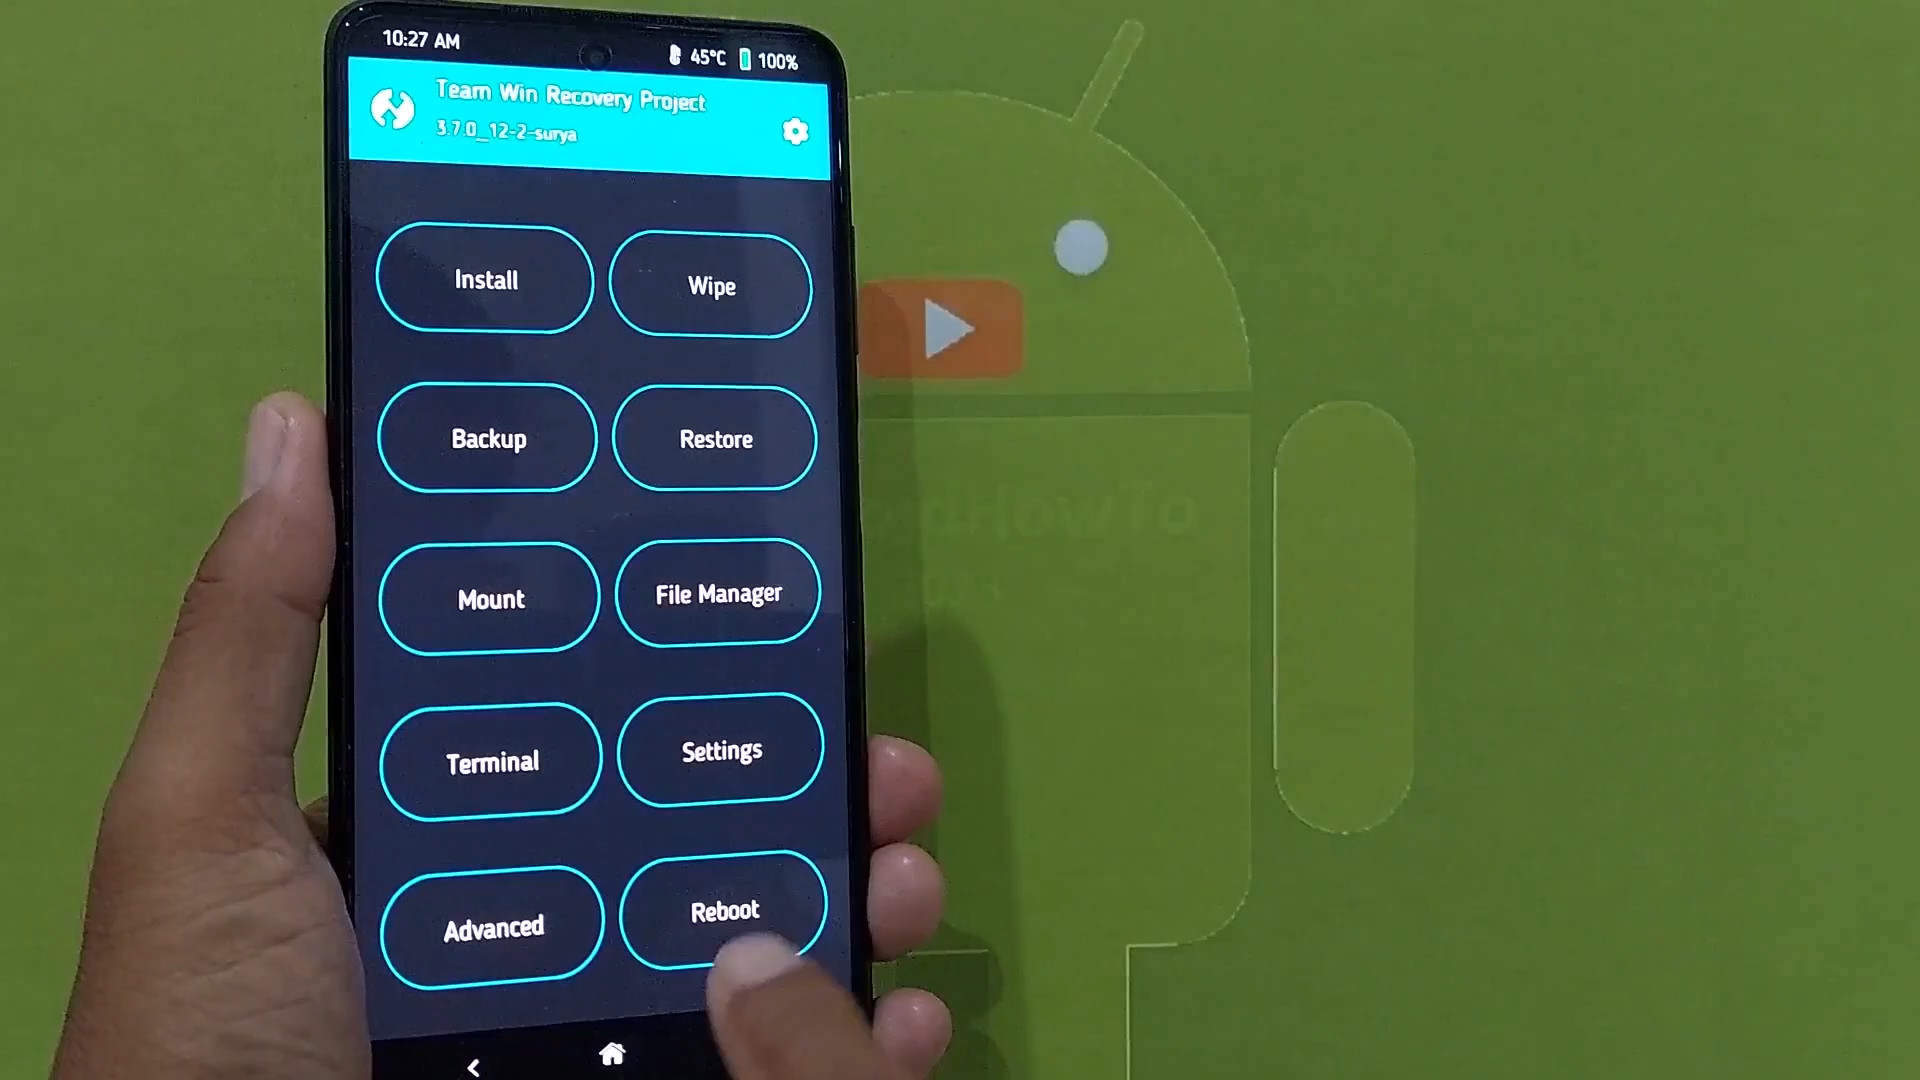 10:27 AM
45°C
100%
Team Win Recovery Project
3.7.0_12-2-surya
Install
Wipe
Backup
Restore
Mount
File Manager
Terminal
Settings
Advanced
Reboot